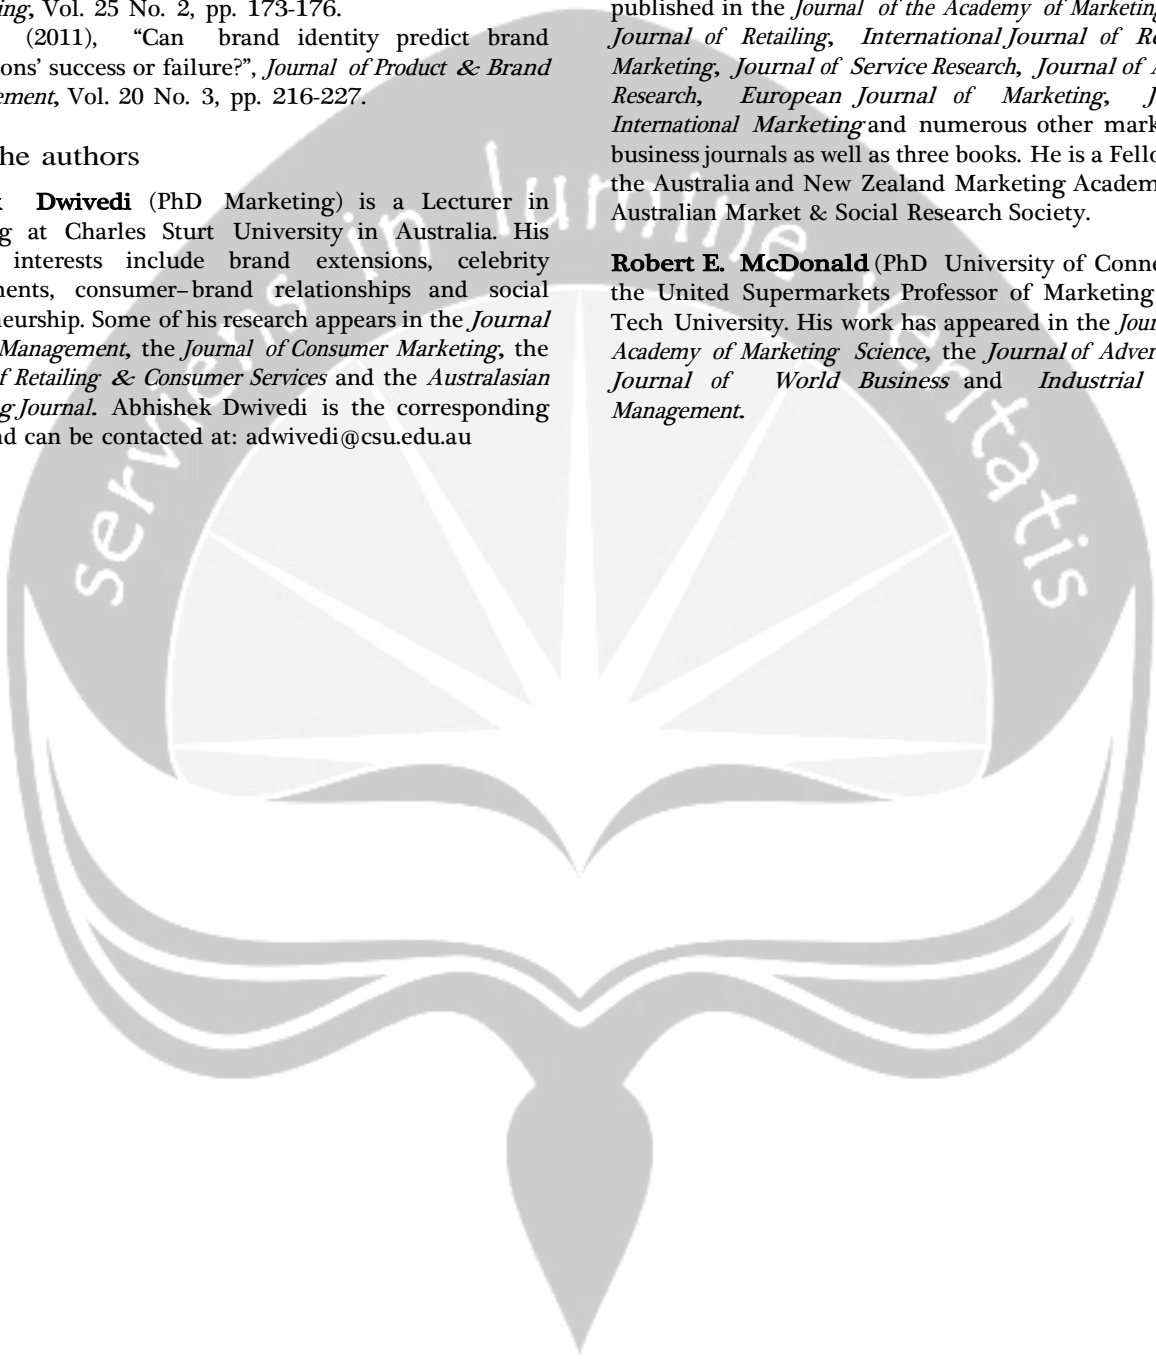 ing, Vol. 25 No. 2, pp. 173-176.
(2011), “Can brand identity predict brand
ons’ success or failure?”, Journal of Product & Brand
ement, Vol. 20 No. 3, pp. 216-227.
he authors
Dwivedi (PhD Marketing) is a Lecturer in
g at Charles Sturt University in Australia. His
interests include brand extensions, celebrity
ents, consumer–brand relationships and social
eurship. Some of his research appears in the Journal
Management, the Journal of Consumer Marketing, the
f Retailing & Consumer Services and the Australasian
g Journal. Abhishek Dwivedi is the corresponding
nd can be contacted at: adwivedi@csu.edu.au
published in the Journal of the Academy of Marketing
Journal of Retailing, International Journal of Re
Marketing, Journal of Service Research, Journal of A
Research, European Journal of Marketing, J
International Marketing and numerous other mark
business journals as well as three books. He is a Fello
the Australia and New Zealand Marketing Academ
Australian Market & Social Research Society.
Robert E. McDonald (PhD University of Conne
the United Supermarkets Professor of Marketing
Tech University. His work has appeared in the Jour
Academy of Marketing Science, the Journal of Adver
Journal of World Business and Industrial
Management.
serviens in lumine veritatis